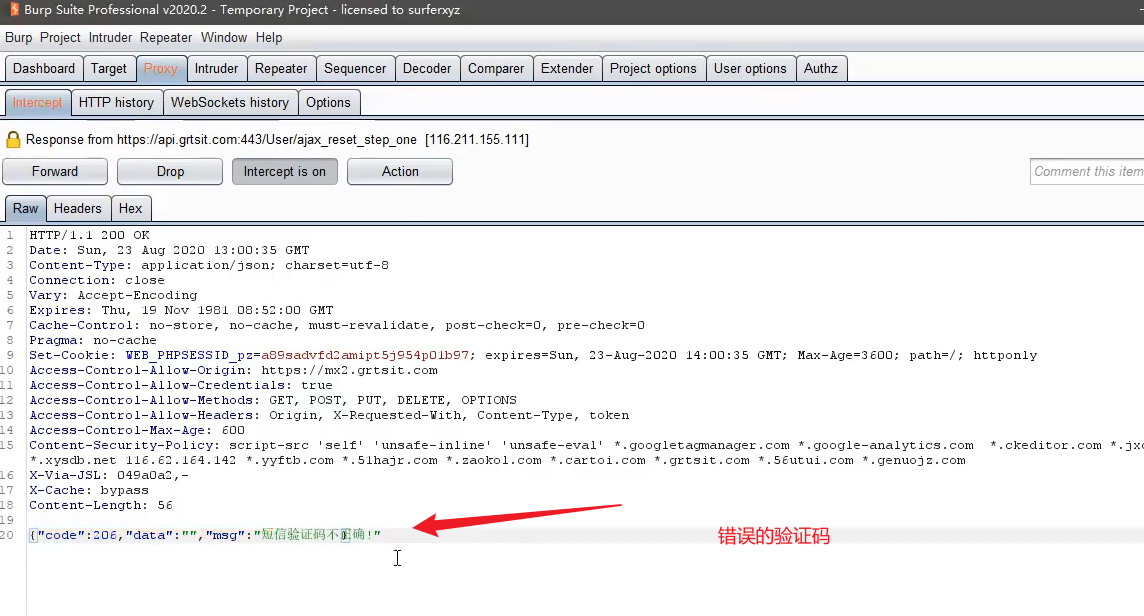 Burp Suite Professional v2020.2 - Temporary Project - licensed to surferxyz
Burp Project Intruder Repeater Window Help
Dashboard Target Proxy Intruder Repeater Sequencer Decoder Comparer Extender Project options User options Authz
Intercept HTTP history WebSockets history Options
Response from https://api.grtsit.com:443/User/ajax_reset_step_one [116.211.155.111]
Forward Drop Intercept is on Action Comment this item
Raw Headers Hex
1 HTTP/1.1 200 OK
2 Date: Sun, 23 Aug 2020 13:00:35 GMT
3 Content-Type: application/json; charset=utf-8
4 Connection: close
5 Vary: Accept-Encoding
6 Expires: Thu, 19 Nov 1981 08:52:00 GMT
7 Cache-Control: no-store, no-cache, must-revalidate, post-check=0, pre-check=0
8 Pragma: no-cache
9 Set-Cookie: WEB_PHPSESSID_pz=a89sadvfd2amipt5j954p01b97; expires=Sun, 23-Aug-2020 14:00:35 GMT; Max-Age=3600; path=/; httponly
10 Access-Control-Allow-Origin: https://mx2.grtsit.com
11 Access-Control-Allow-Credentials: true
12 Access-Control-Allow-Methods: GET, POST, PUT, DELETE, OPTIONS
13 Access-Control-Allow-Headers: Origin, X-Requested-With, Content-Type, token
14 Access-Control-Max-Age: 600
15 Content-Security-Policy: script-src 'self' 'unsafe-inline' 'unsafe-eval' *.googletagmanager.com *.google-analytics.com *.ckeditor.com *.jxc
*.xysdb.net 116.62.164.142 *.yyftb.com *.51hajr.com *.zaokol.com *.cartoi.com *.grtsit.com *.56utui.com *.genuojz.com
16 X-Via-JSL: 049a0a2,-
17 X-Cache: bypass
18 Content-Length: 56
19
20 {"code":206,"data":"","msg":"短信验证码不正确!"
错误的验证码